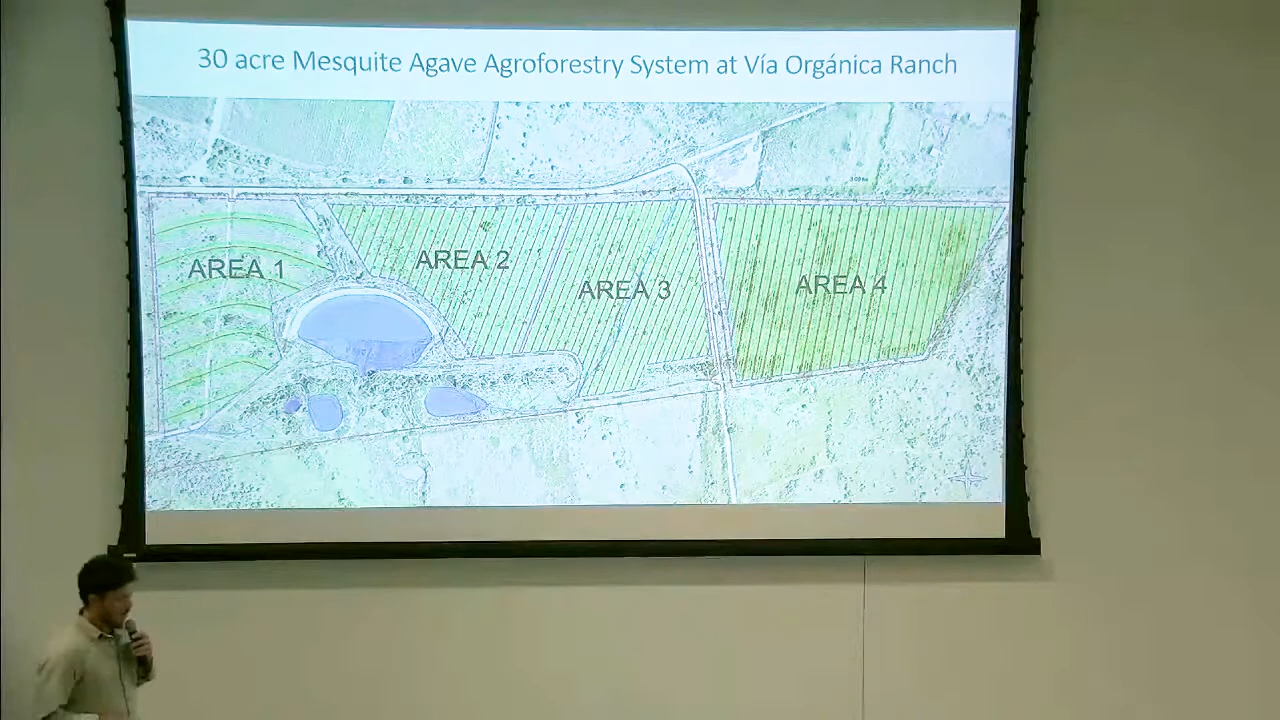 30 acre Mesquite Agave Agroforestry System at Vía Orgánica Ranch
AREA 1
AREA 2
AREA 3
AREA 4